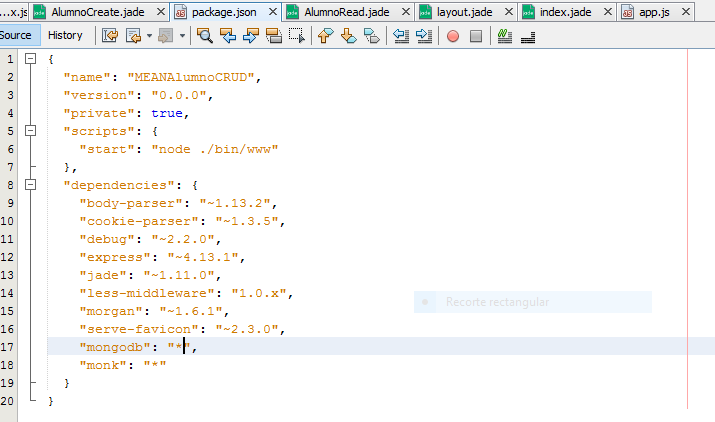 ...x.js AlumnoCreate.jade package.json AlumnoRead.jade layout.jade index.jade app.js
Source History
1 {
2 "name": "MEANAlumnoCRUD",
3 "version": "0.0.0",
4 "private": true,
5 "scripts": {
6 "start": "node ./bin/www"
7 },
8 "dependencies": {
9 "body-parser": "~1.13.2",
10 "cookie-parser": "~1.3.5",
11 "debug": "~2.2.0",
12 "express": "~4.13.1",
13 "jade": "~1.11.0",
14 "less-middleware": "1.0.x",
Recorte rectangular
15 "morgan": "~1.6.1",
16 "serve-favicon": "~2.3.0",
17 "mongodb": "*",
18 "monk": "*"
19 }
20 }